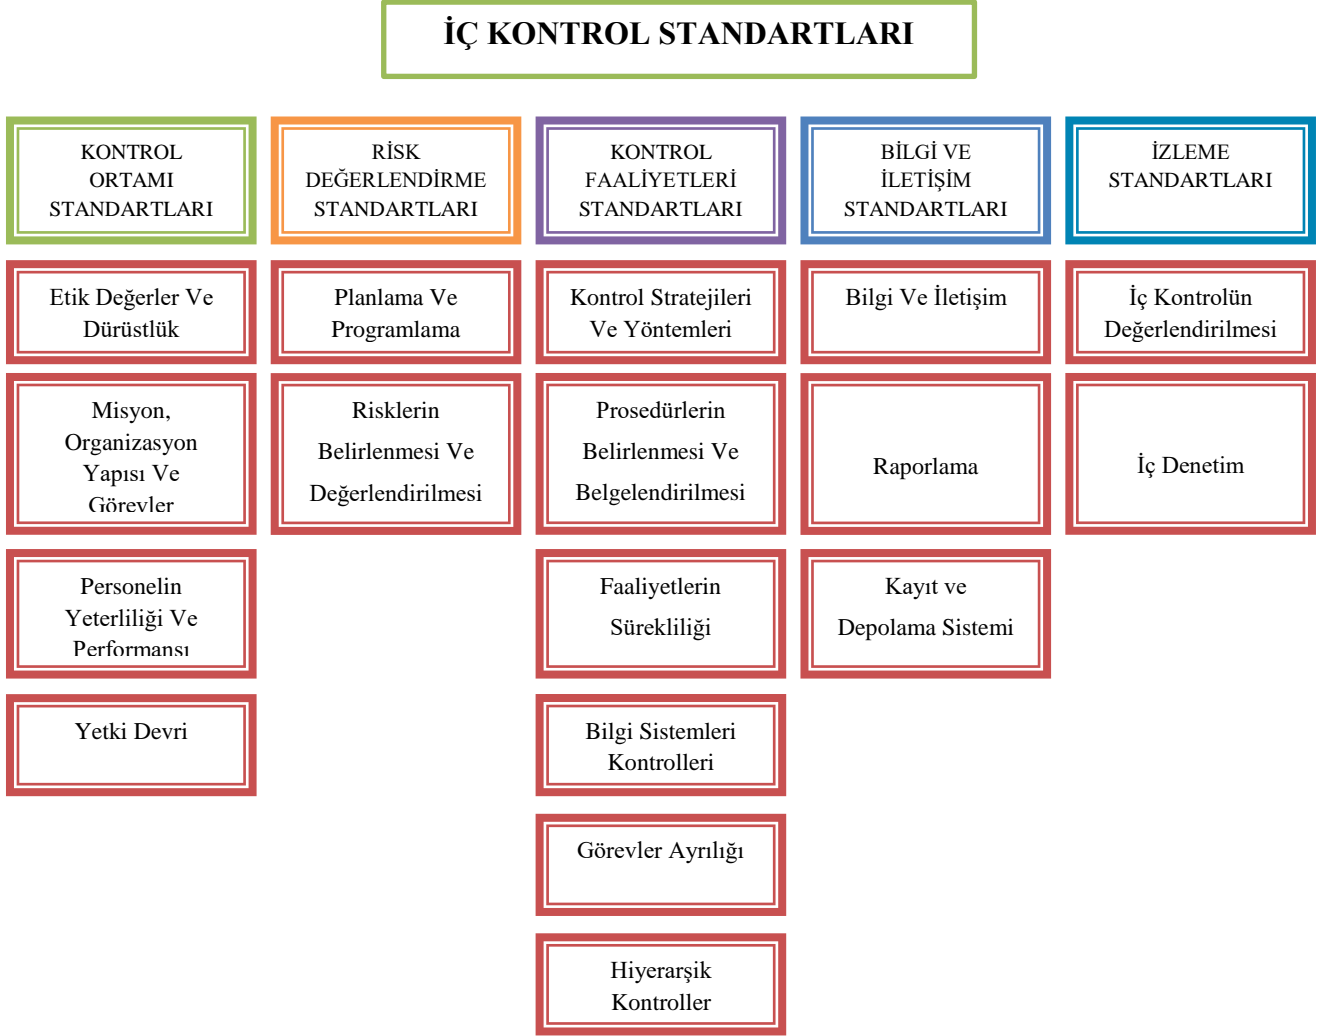 İÇ KONTROL STANDARTLARI
KONTROL
ORTAMI
STANDARTLARI
RİSK
DEĞERLENDİRME
STANDARTLARI
KONTROL
FAALİYETLERİ
STANDARTLARI
BİLGİ VE
İLETİŞİM
STANDARTLARI
İZLEME
STANDARTLARI
Etik Değerler Ve
Dürüstlük
Planlama Ve
Programlama
Kontrol Stratejileri
Ve Yöntemleri
Bilgi Ve İletişim
İç Kontrolün
Değerlendirilmesi
Misyon,
Organizasyon
Yapısı Ve
Görevler
Risklerin
Belirlenmesi Ve
Değerlendirilmesi
Prosedürlerin
Belirlenmesi Ve
Belgelendirilmesi
Raporlama
İç Denetim
Personelin
Yeterliliği Ve
Performansı
Faaliyetlerin
Sürekliliği
Kayıt ve
Depolama Sistemi
Yetki Devri
Bilgi Sistemleri
Kontrolleri
Görevler Ayrılığı
Hiyerarşik
Kontroller